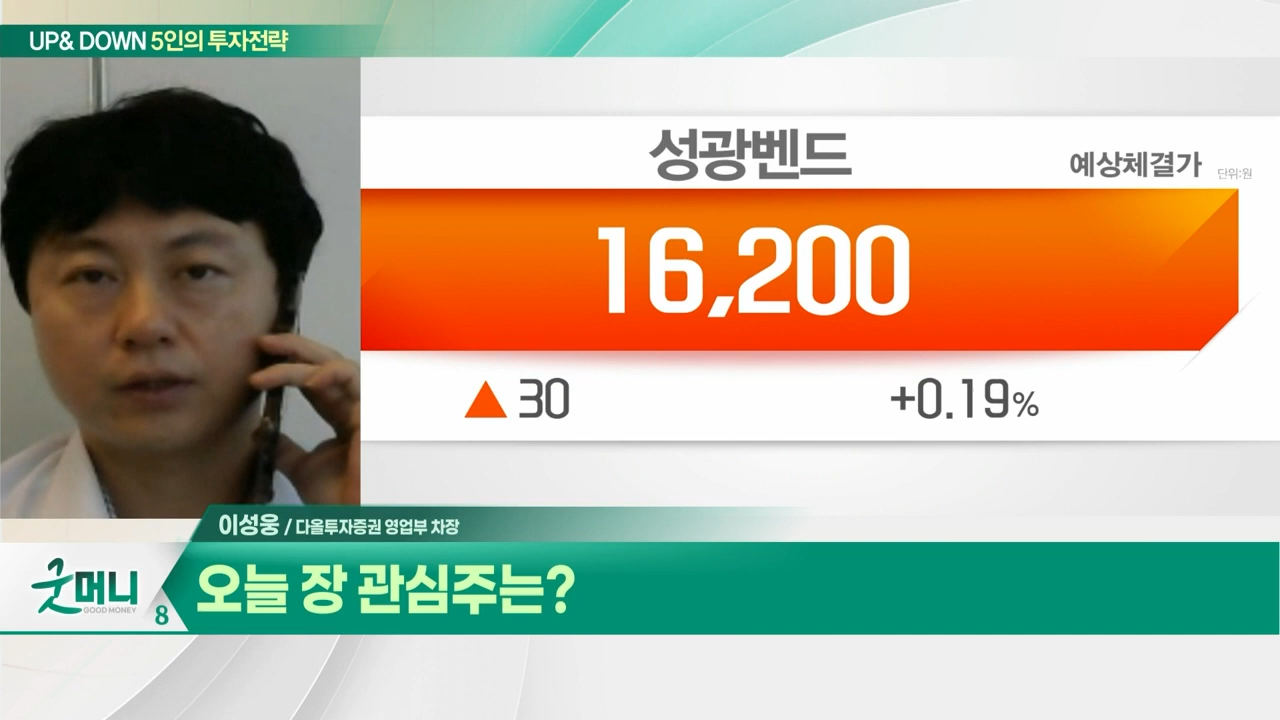 UP& DOWN 5인의 투자전략
성광벤드
예상체결가
단위:원
16,200
▲ 30
+0.19%
이성웅 / 다올투자증권 영업부 차장
굿머니
GOOD MONEY
8
오늘 장 관심주는?